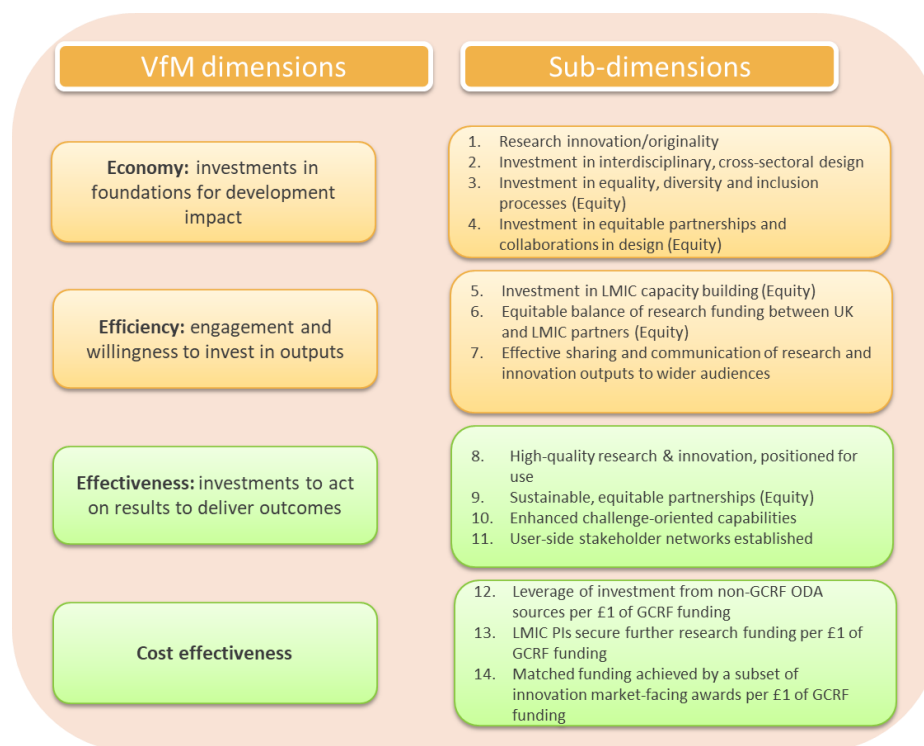 VfM dimensions
Sub-dimensions
Economy: investments in
foundations for development
impact
1. Research innovation/originality
2. Investment in interdisciplinary, cross-sectoral design
3. Investment in equality, diversity and inclusion
processes (Equity)
4. Investment in equitable partnerships and
collaborations in design (Equity)
Efficiency: engagement and
willingness to invest in outputs
5. Investment in LMIC capacity building (Equity)
6. Equitable balance of research funding between UK
and LMIC partners (Equity)
7. Effective sharing and communication of research and
innovation outputs to wider audiences
Effectiveness: investments to act
on results to deliver outcomes
8. High-quality research & innovation, positioned for
use
9. Sustainable, equitable partnerships (Equity)
10. Enhanced challenge-oriented capabilities
11. User-side stakeholder networks established
Cost effectiveness
12. Leverage of investment from non-GCRF ODA
sources per £1 of GCRF funding
13. LMIC PIs secure further research funding per £1 of
GCRF funding
14. Matched funding achieved by a subset of
innovation market-facing awards per £1 of GCRF
funding